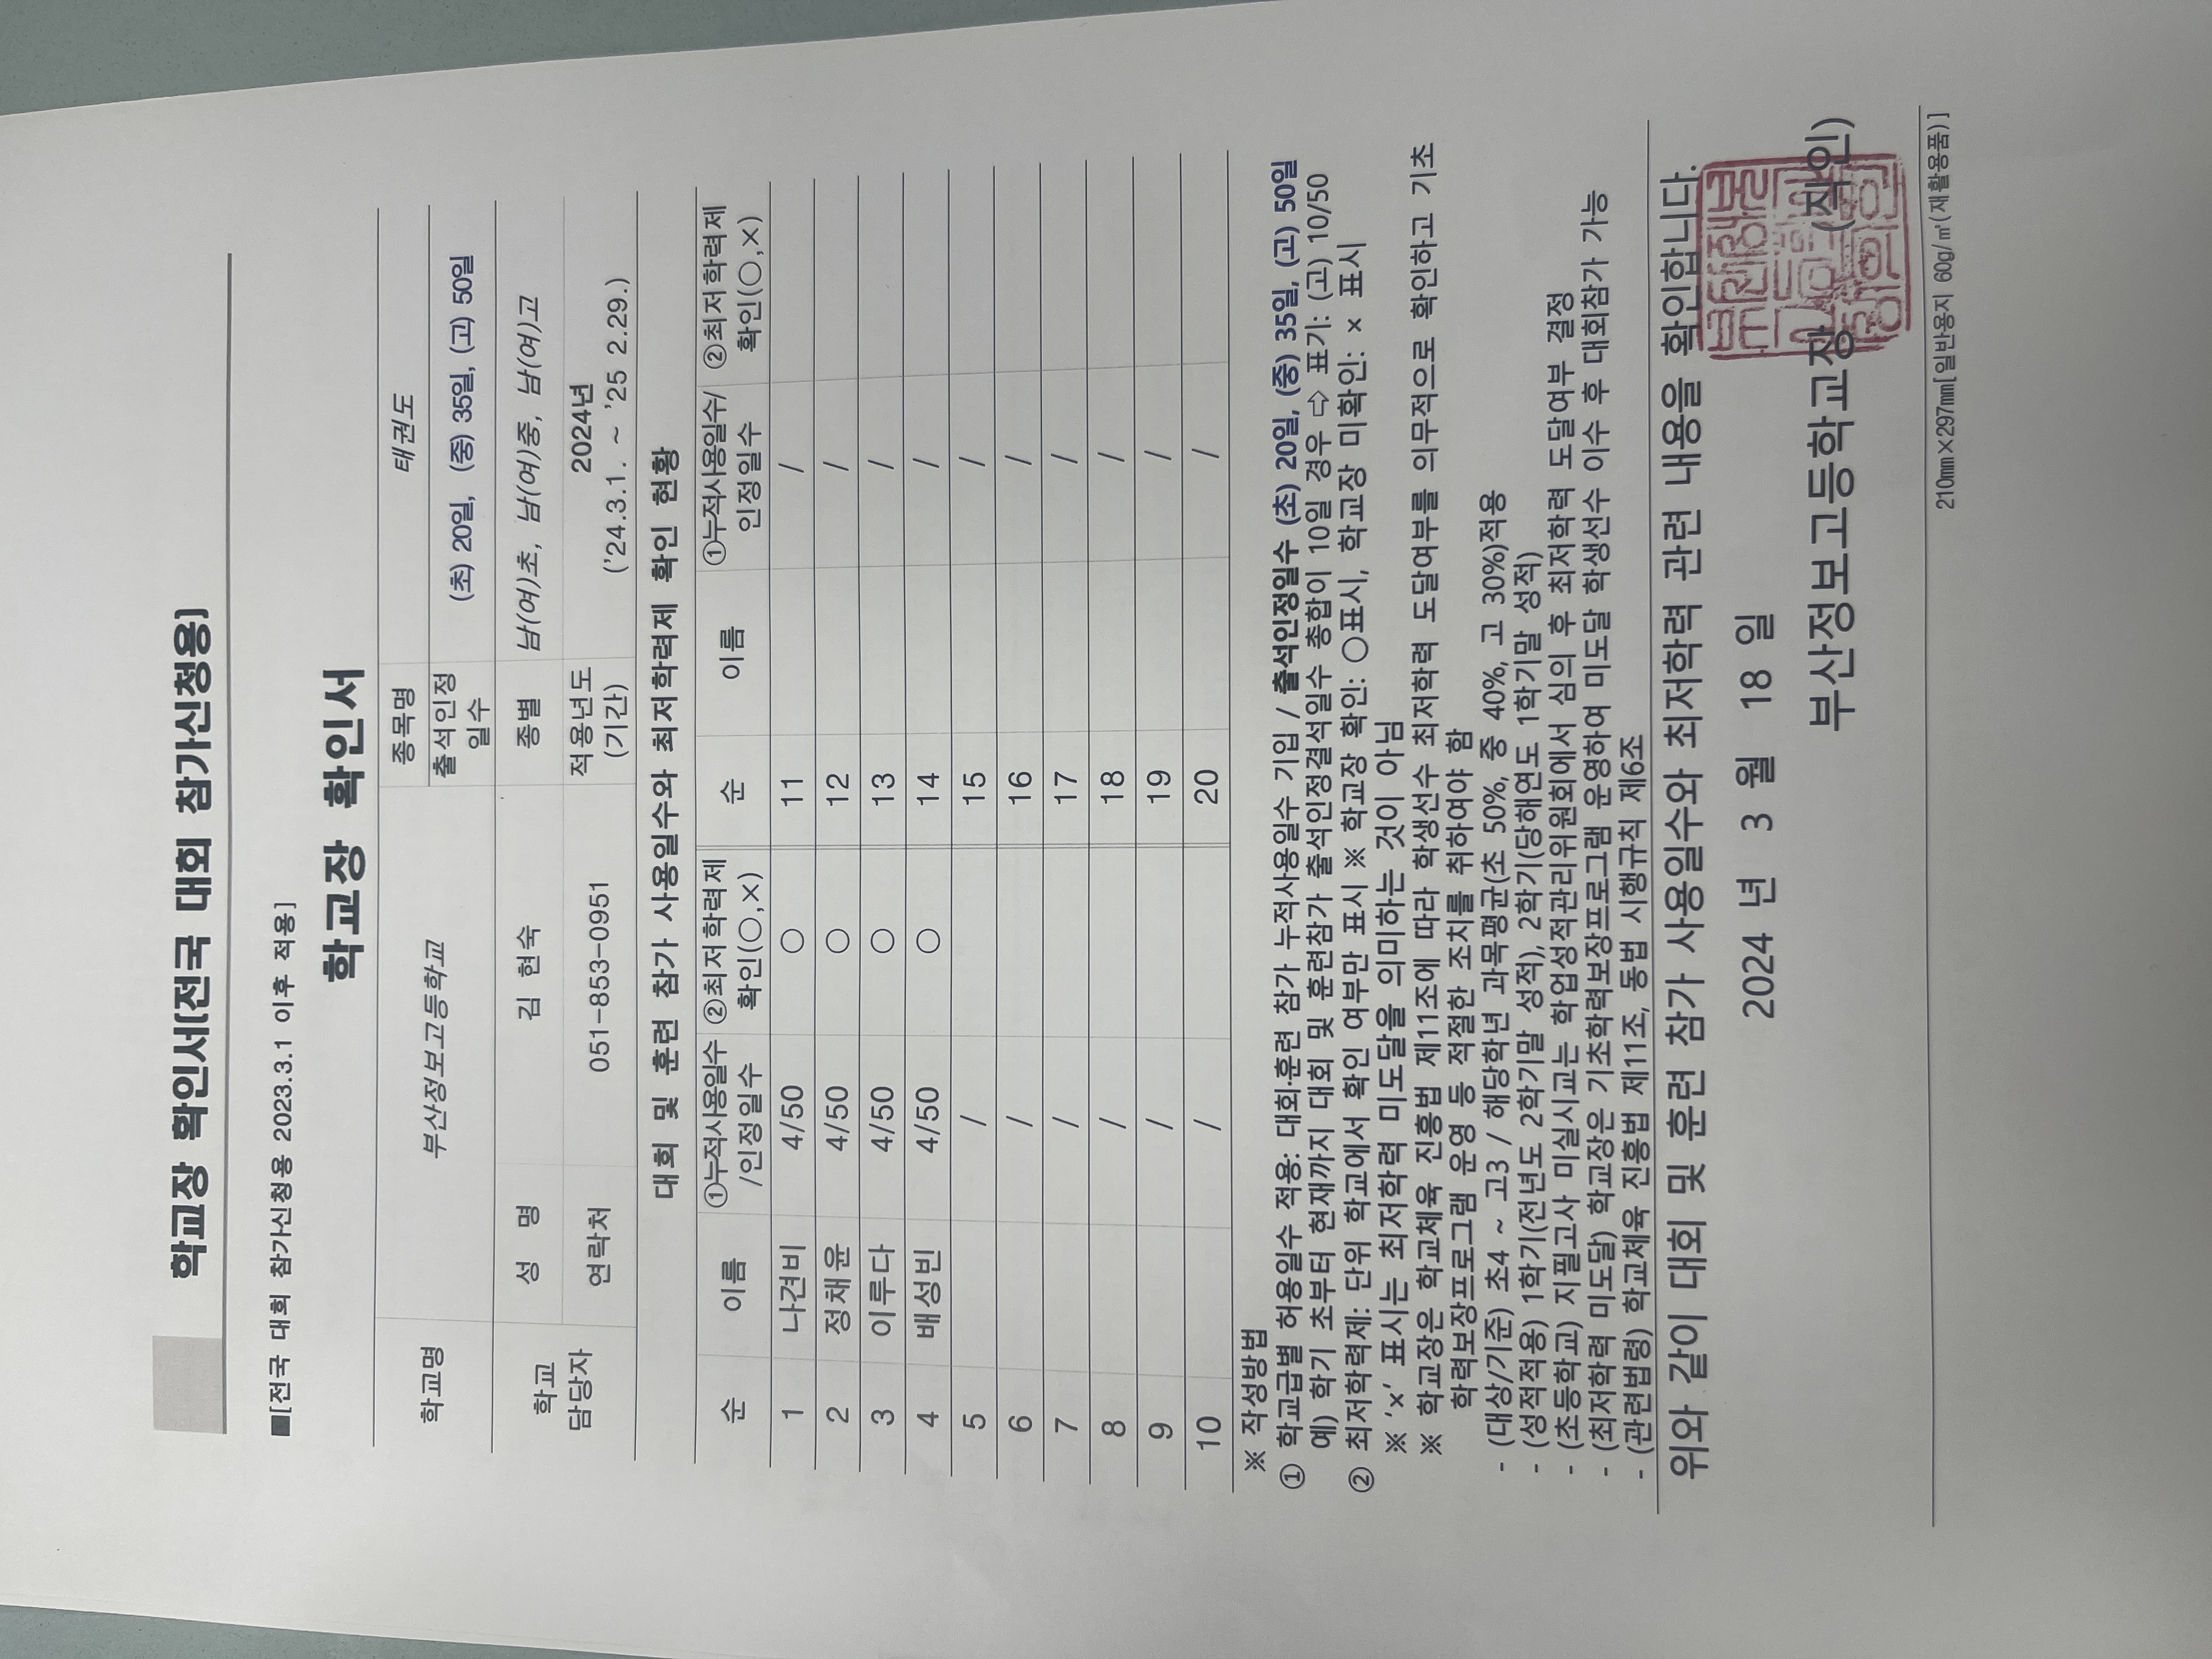 학교장 확인서(전국 대회 참가신청용)
■[전국 대회 참가신청용 2023.3.1 이후 적용]
학교장 확인서
학교명 부산정보고등학교 종목명 태권도
출석인정일수 (초) 20일, (중) 35일, (고) 50일
학교 담당자 성 명 김 현숙 종별 남(여)초, 남(여)중, 남(여)고
연락처 051-853-0951 적용년도 (기간) 2024년 ('24.3.1. ~ '25 2.29.)
대회 및 훈련 참가 사용일수와 최저학력제 확인 현황
순 이름 ①누적사용일수/인정일수 ②최저학력제 확인(○,×) 순 이름 ①누적사용일수/인정일수 ②최저학력제 확인(○,×)
1 나견비 4/50 ○ 11 /
2 정채윤 4/50 ○ 12 /
3 이루다 4/50 ○ 13 /
4 배성빈 4/50 ○ 14 /
5 / 15 /
6 / 16 /
7 / 17 /
8 / 18 /
9 / 19 /
10 / 20 /
※ 작성방법
① 학교급별 허용일수 적용: 대회·훈련 참가 누적사용일수 기입 / 출석인정일수 (초) 20일, (중) 35일, (고) 50일
예) 학기 초부터 현재까지 대회 및 훈련참가 출석인정결석일수 총합이 10일 경우 ⇨ 표기: (고) 10/50
② 최저학력제: 단위 학교에서 확인 여부만 표시 ※ 학교장 확인: ○표시, 학교장 미확인: × 표시
※ '×' 표시는 최저학력 미도달을 의미하는 것이 아님
※ 학교장은 학교체육 진흥법 제11조에 따라 학생선수 최저학력 도달여부를 의무적으로 확인하고 기초
학력보장프로그램 운영 등 적절한 조치를 취하여야 함
- (대상/기준) 초4 ~ 고3 / 해당학년 과목평균(초 50%, 중 40%, 고 30%)적용
- (성적적용) 1학기(전년도 2학기말 성적), 2학기(당해연도 1학기말 성적)
- (초등학교) 지필고사 미실시교는 학업성적관리위원회에서 심의 후 최저학력 도달여부 결정
- (최저학력 미도달) 학교장은 기초학력보장프로그램 운영하여 미도달 학생선수 이수 후 대회참가 가능
- (관련법령) 학교체육 진흥법 제11조, 동법 시행규칙 제6조
위와 같이 대회 및 훈련 참가 사용일수와 최저학력 관련 내용을 확인합니다.
2024 년 3 월 18 일
부산정보고등학교장 (직인)
210㎜×297㎜[일반용지 60g/㎡(재활용품)]